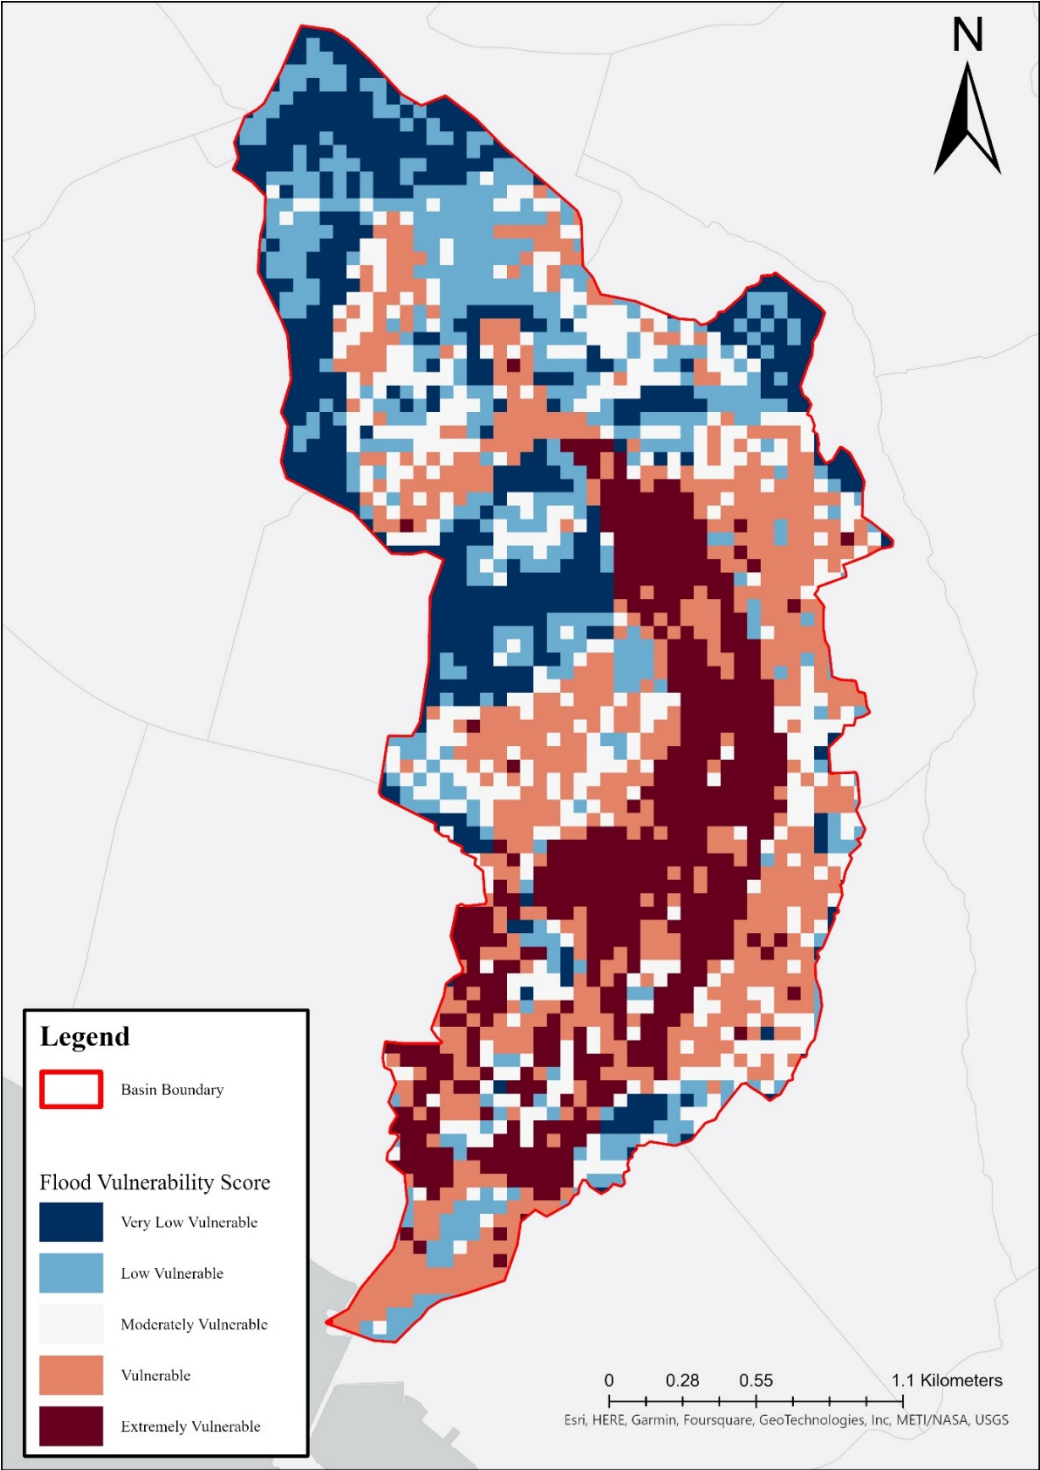 N
Legend
Basin Boundary
Flood Vulnerability Score
Very Low Vulnerable
Low Vulnerable
Moderately Vulnerable
Vulnerable
Extremely Vulnerable
0 0.28 0.55 1.1 Kilometers
Esri, HERE, Garmin, Foursquare, GeoTechnologies, Inc, METI/NASA, USGS